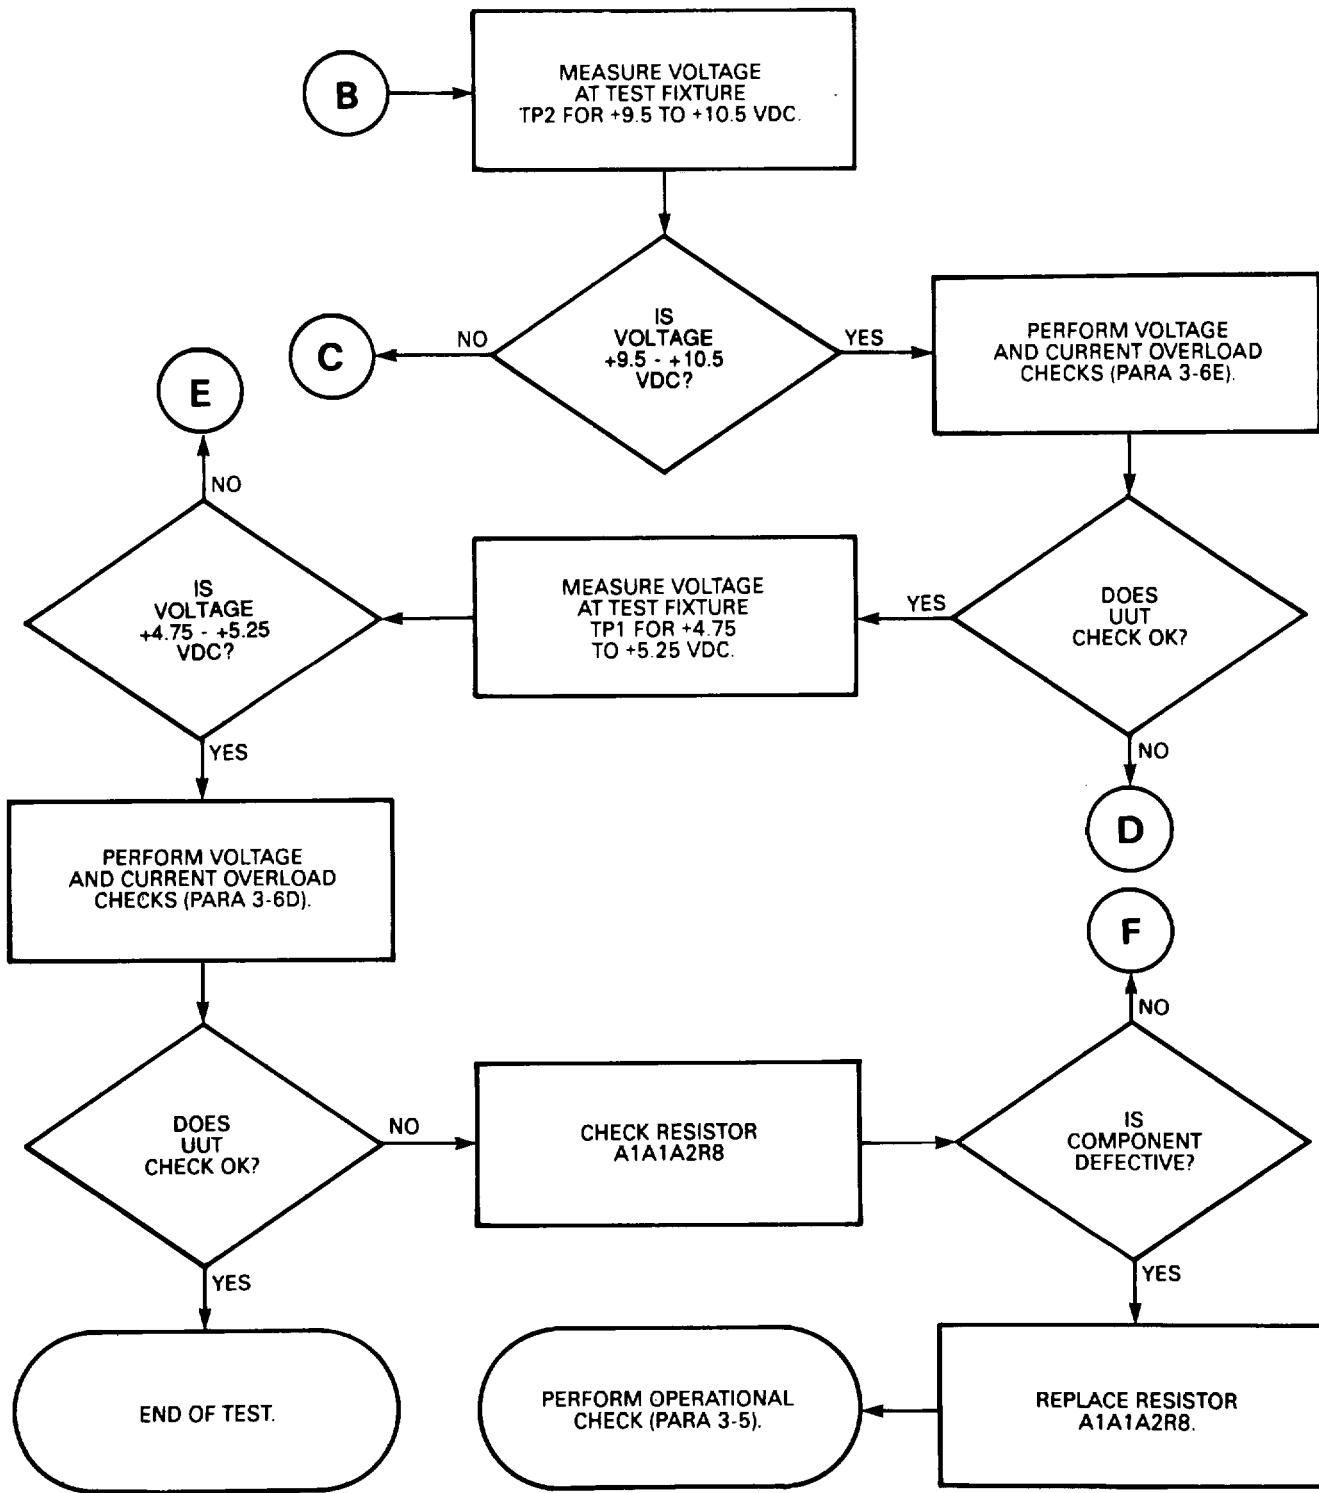 B
MEASURE VOLTAGE
AT TEST FIXTURE
TP2 FOR +9.5 TO +10.5 VDC.
IS
VOLTAGE
+9.5 - +10.5
VDC?
NO
C
YES
PERFORM VOLTAGE
AND CURRENT OVERLOAD
CHECKS (PARA 3-6E).
DOES
UUT
CHECK OK?
NO
D
YES
MEASURE VOLTAGE
AT TEST FIXTURE
TP1 FOR +4.75
TO +5.25 VDC.
IS
VOLTAGE
+4.75 - +5.25
VDC?
NO
E
YES
PERFORM VOLTAGE
AND CURRENT OVERLOAD
CHECKS (PARA 3-6D).
DOES
UUT
CHECK OK?
YES
END OF TEST.
NO
CHECK RESISTOR
A1A1A2R8
IS
COMPONENT
DEFECTIVE?
NO
F
YES
REPLACE RESISTOR
A1A1A2R8.
PERFORM OPERATIONAL
CHECK (PARA 3-5).